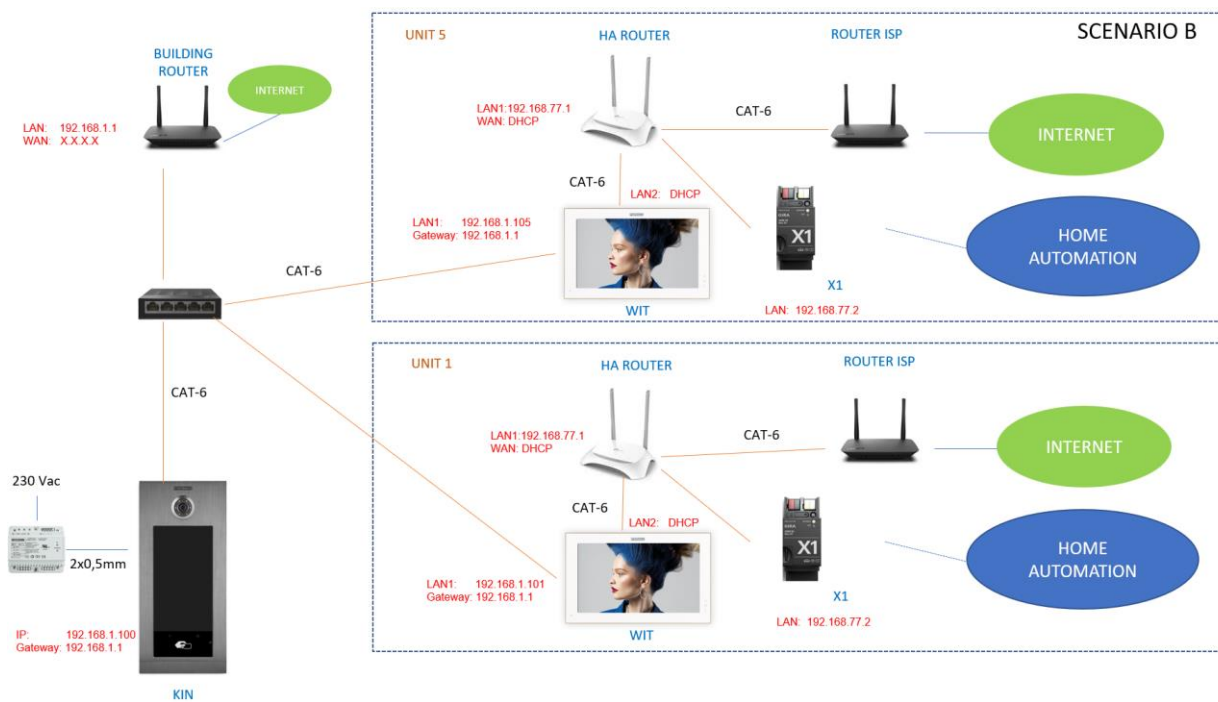 SCENARIO B
BUILDING
ROUTER
INTERNET
LAN: 192.168.1.1
WAN: X.X.X.X
CAT-6
CAT-6
230 Vac
2x0,5mm
IP: 192.168.1.100
Gateway: 192.168.1.1
KIN
UNIT 5
HA ROUTER
ROUTER ISP
LAN1:192.168.77.1
WAN: DHCP
CAT-6
INTERNET
CAT-6
LAN2: DHCP
LAN1: 192.168.1.105
Gateway: 192.168.1.1
WIT
X1
X1
LAN: 192.168.77.2
HOME
AUTOMATION
UNIT 1
HA ROUTER
ROUTER ISP
LAN1:192.168.77.1
WAN: DHCP
CAT-6
INTERNET
CAT-6
LAN2: DHCP
LAN1: 192.168.1.101
Gateway: 192.168.1.1
WIT
X1
X1
LAN: 192.168.77.2
HOME
AUTOMATION